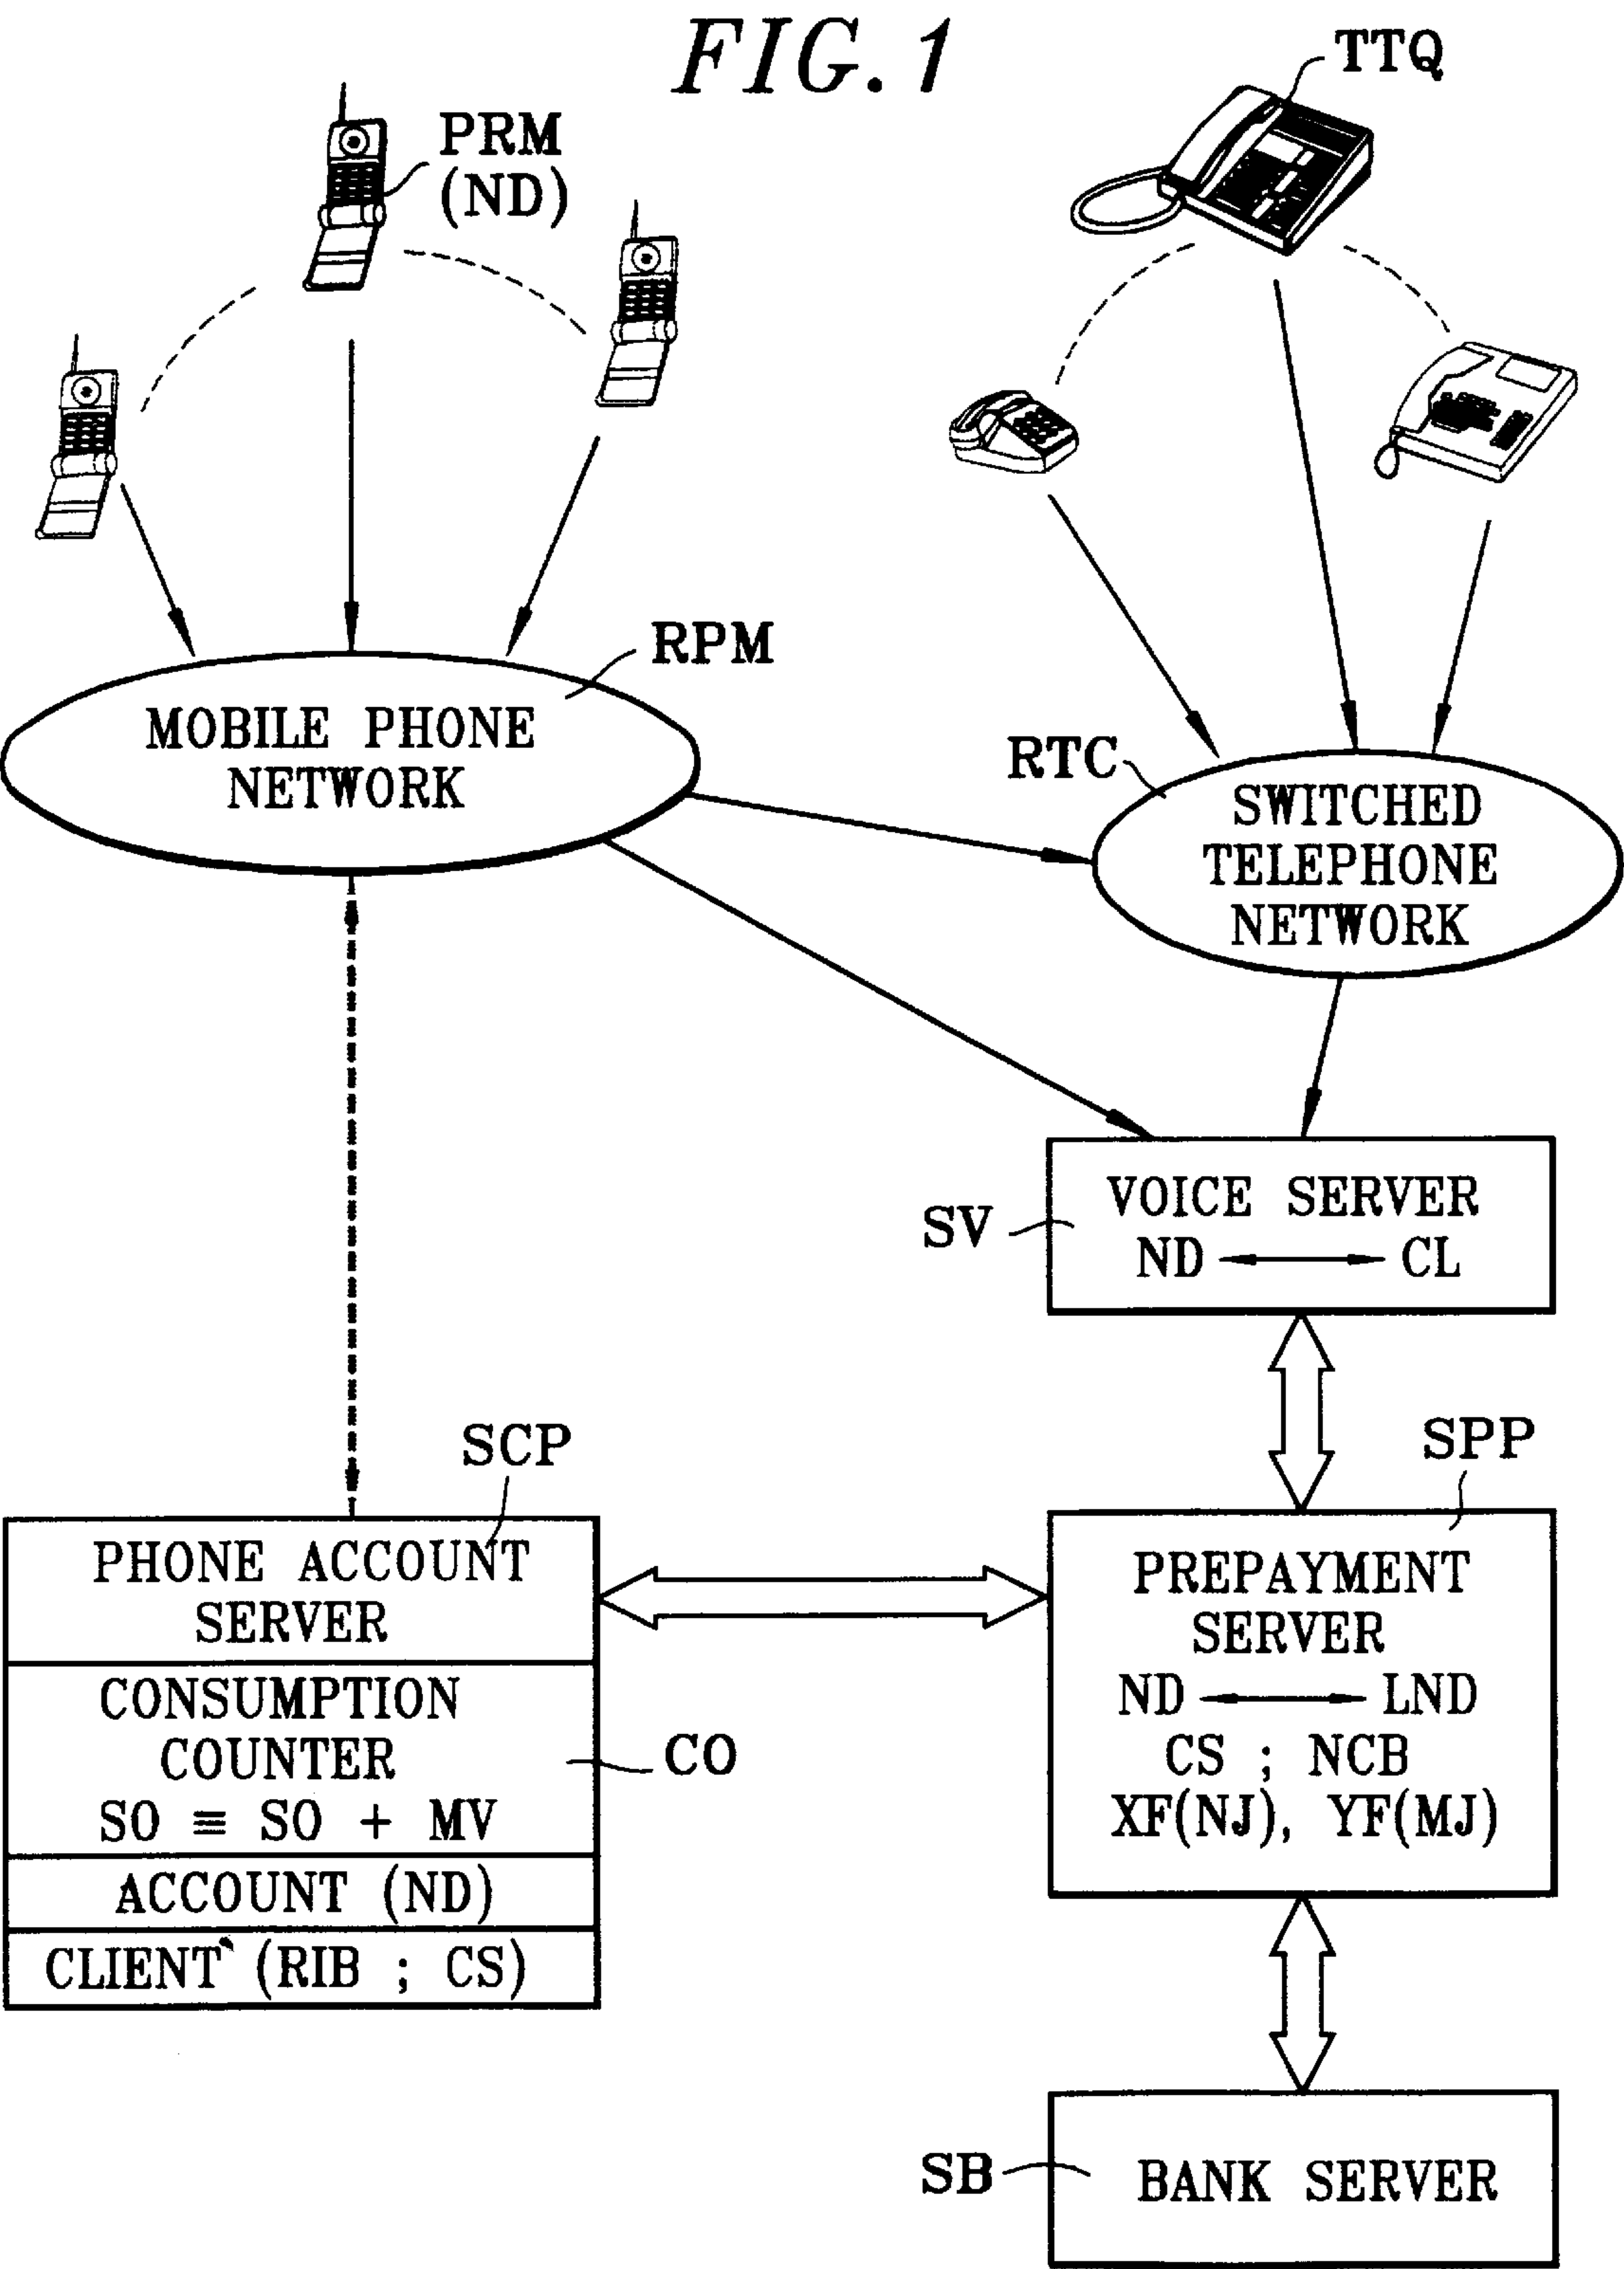 FIG. 1
TTQ
PRM
(ND)
RPM
MOBILE PHONE
NETWORK
RTC
SWITCHED
TELEPHONE
NETWORK
SV
VOICE SERVER
ND ⟷ CL
SCP
PHONE ACCOUNT
SERVER
CONSUMPTION
COUNTER
SO ≡ SO + MV
CO
ACCOUNT (ND)
CLIENT (RIB ; CS)
SPP
PREPAYMENT
SERVER
ND ⟷ LND
CS ; NCB
XF(NJ), YF(MJ)
SB
BANK SERVER